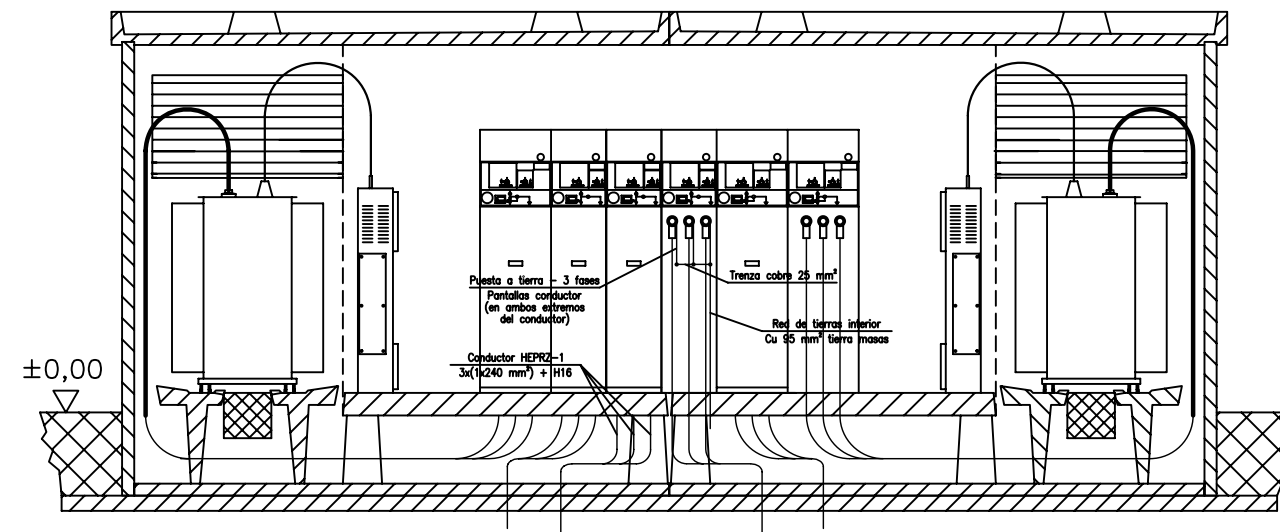 Puesta a tierra - 3 fases
Pantallas conductor
(en ambos extremos
del conductor)
Trenza cobre 25 mm²
Red de tierras interior
Cu 95 mm² tierra masas
Conductor HEPRZ-1
3x(1x240 mm²) + H16
±0,00